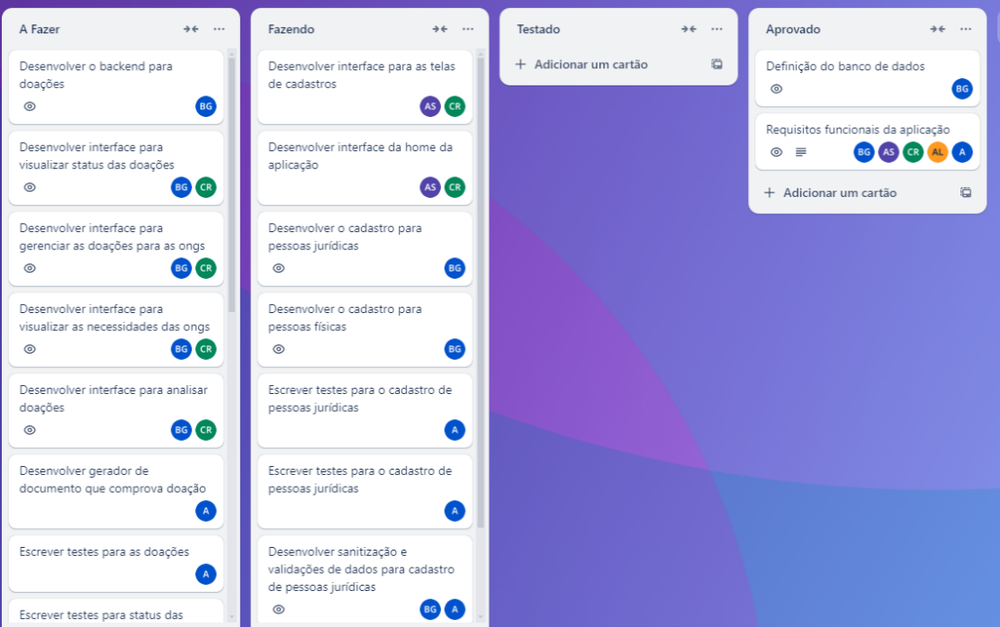 A Fazer
Desenvolver o backend para
doações
BG
Desenvolver interface para
visualizar status das doações
BG CR
Desenvolver interface para
gerenciar as doações para as ongs
BG CR
Desenvolver interface para
visualizar as necessidades das ongs
BG CR
Desenvolver interface para analisar
doações
BG CR
Desenvolver gerador de
documento que comprova doação
A
Escrever testes para as doações
A
Escrever testes para status das
Fazendo
Desenvolver interface para as telas
de cadastros
AS CR
Desenvolver interface da home da
aplicação
AS CR
Desenvolver o cadastro para
pessoas jurídicas
BG
Desenvolver o cadastro para
pessoas físicas
BG
Escrever testes para o cadastro de
pessoas jurídicas
A
Escrever testes para o cadastro de
pessoas jurídicas
A
Desenvolver sanitização e
validações de dados para cadastro
de pessoas jurídicas
BG A
Testado
Adicionar um cartão
Aprovado
Definição do banco de dados
BG
Requisitos funcionais da aplicação
BG AS CR AL A
Adicionar um cartão